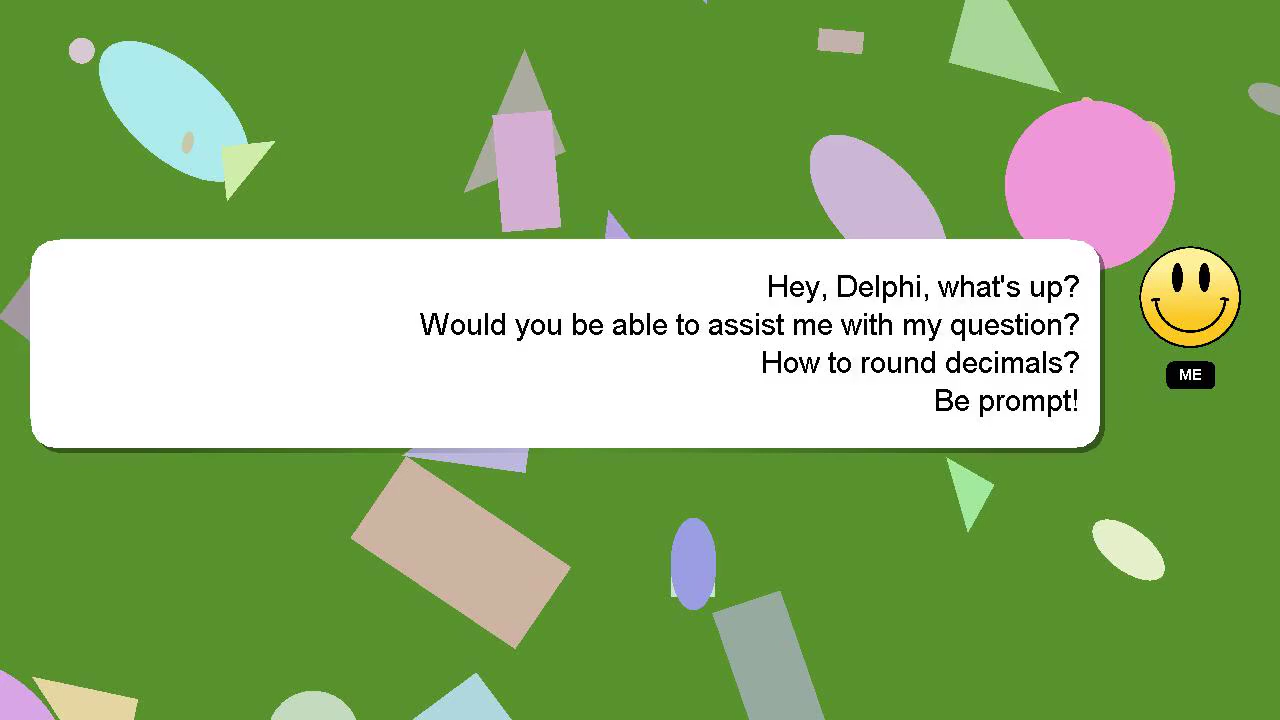 Hey, Delphi, what's up?
Would you be able to assist me with my question?
How to round decimals?
Be prompt!
ME